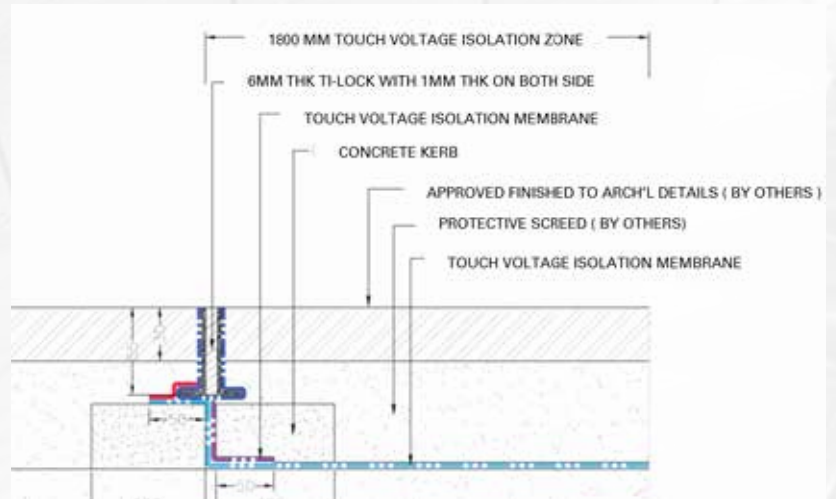 1800 MM TOUCH VOLTAGE ISOLATION ZONE
6MM THK TI-LOCK WITH 1MM THK ON BOTH SIDE
TOUCH VOLTAGE ISOLATION MEMBRANE
CONCRETE KERB
APPROVED FINISHED TO ARCH'L DETAILS ( BY OTHERS )
PROTECTIVE SCREED ( BY OTHERS)
TOUCH VOLTAGE ISOLATION MEMBRANE
50
50